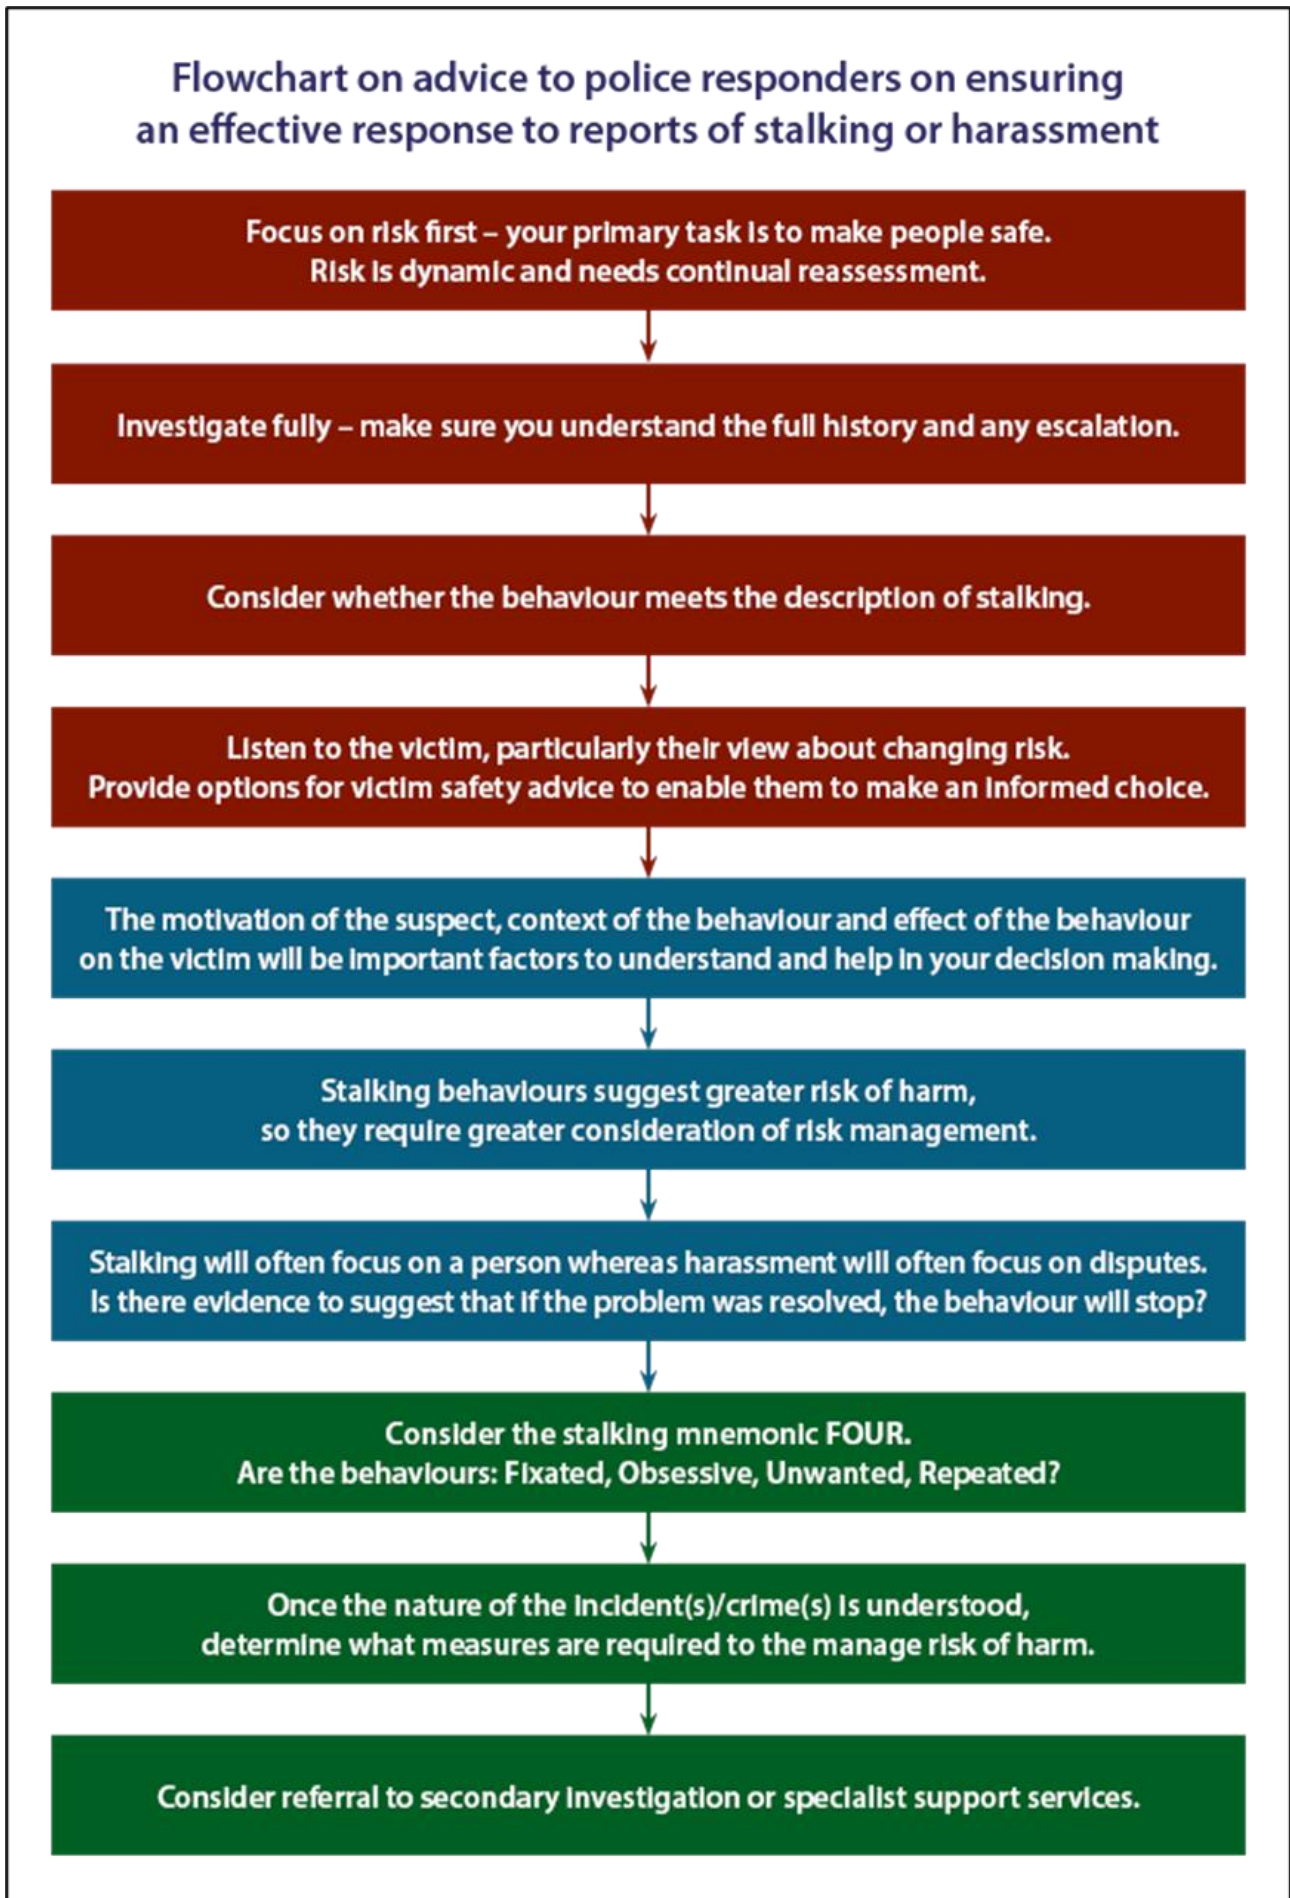 Flowchart on advice to police responders on ensuring
an effective response to reports of stalking or harassment
Focus on risk first – your primary task is to make people safe.
Risk is dynamic and needs continual reassessment.
Investigate fully – make sure you understand the full history and any escalation.
Consider whether the behaviour meets the description of stalking.
Listen to the victim, particularly their view about changing risk.
Provide options for victim safety advice to enable them to make an informed choice.
The motivation of the suspect, context of the behaviour and effect of the behaviour
on the victim will be important factors to understand and help in your decision making.
Stalking behaviours suggest greater risk of harm,
so they require greater consideration of risk management.
Stalking will often focus on a person whereas harassment will often focus on disputes.
Is there evidence to suggest that if the problem was resolved, the behaviour will stop?
Consider the stalking mnemonic FOUR.
Are the behaviours: Fixated, Obsessive, Unwanted, Repeated?
Once the nature of the incident(s)/crime(s) is understood,
determine what measures are required to the manage risk of harm.
Consider referral to secondary investigation or specialist support services.